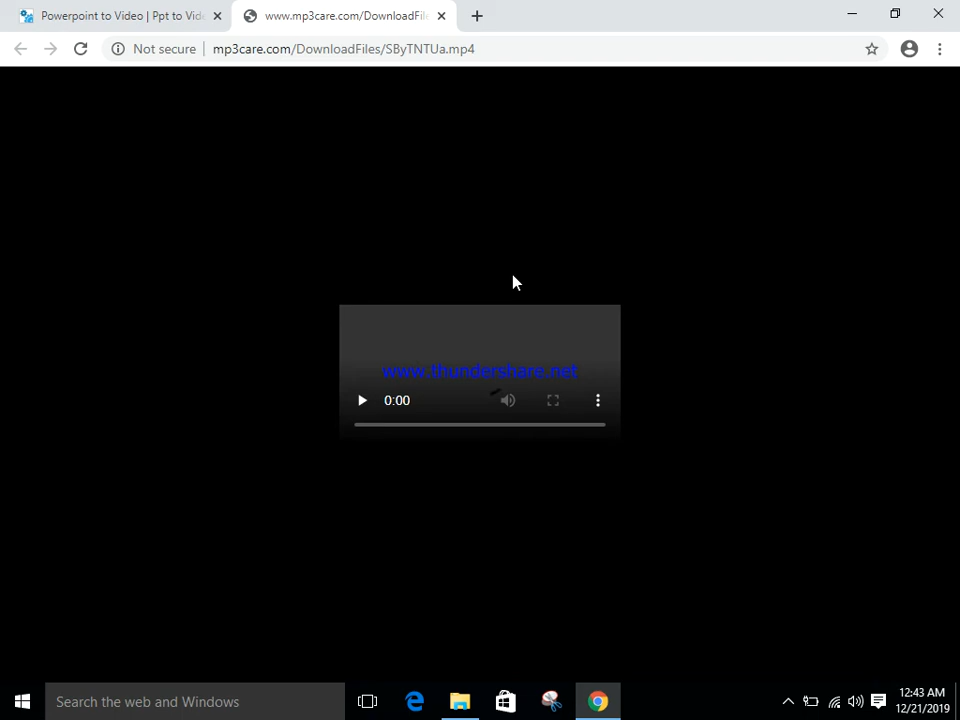 Powerpoint to Video | Ppt to Vide
www.mp3care.com/DownloadFil
Not secure
mp3care.com/DownloadFiles/SByTNTUa.mp4
www.thundershare.net
0:00
Search the web and Windows
12:43 AM
12/21/2019